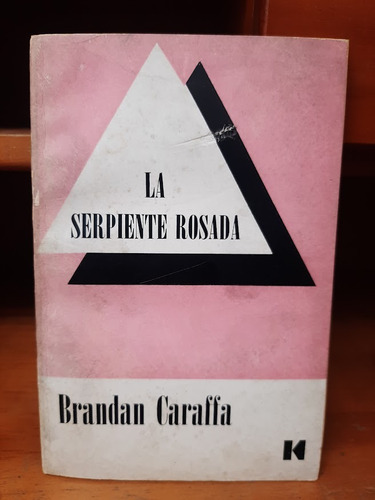 LA
SERPIENTE ROSADA
Brandan Caraffa
K